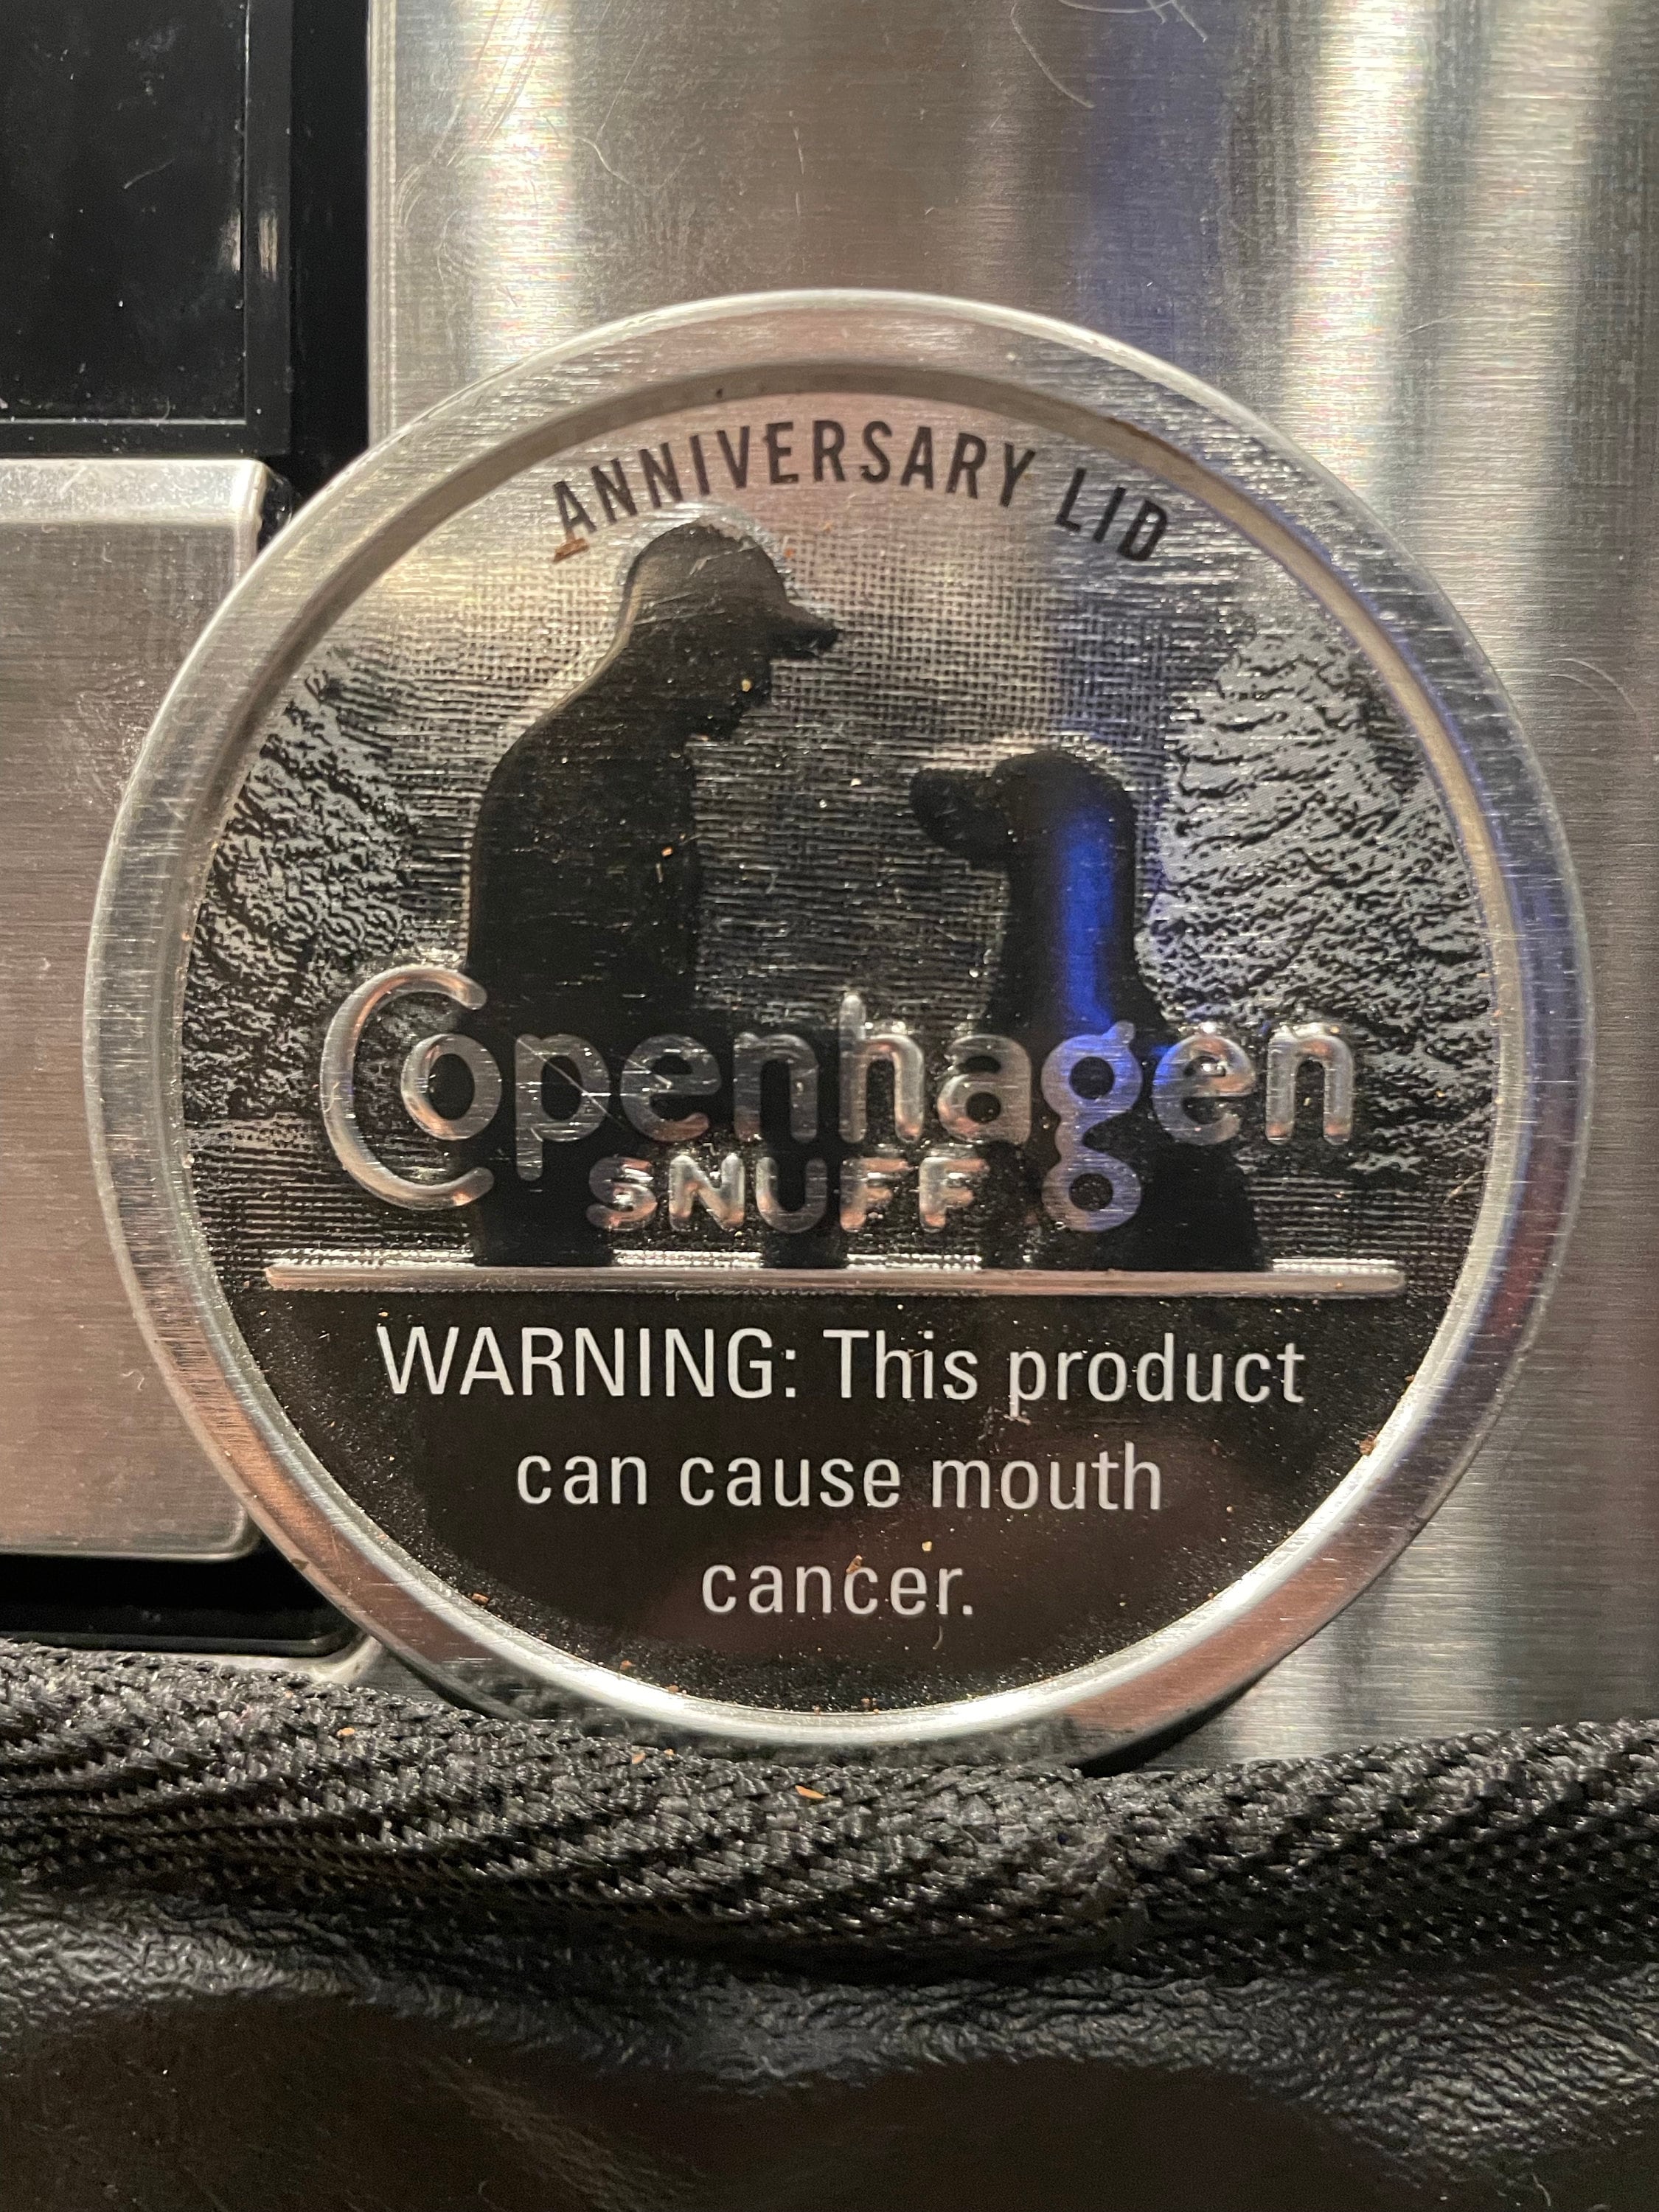 ANNIVERSARY LID
Copenhagen
SNUFF
WARNING: This product
can cause mouth
cancer.